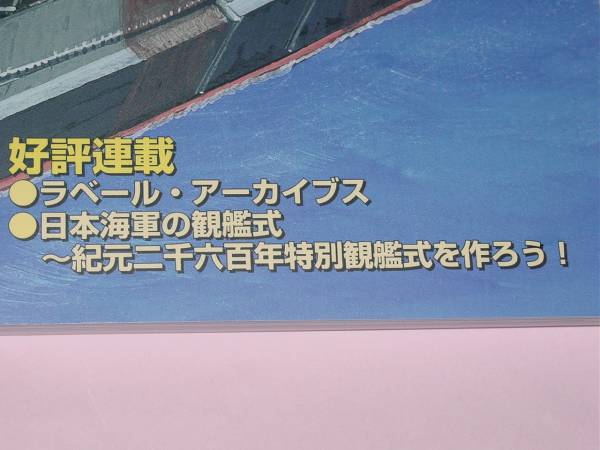 好評連載
●ラベール・アーカイブス
●日本海軍の観艦式
〜紀元二千六百年特別観艦式を作ろう！